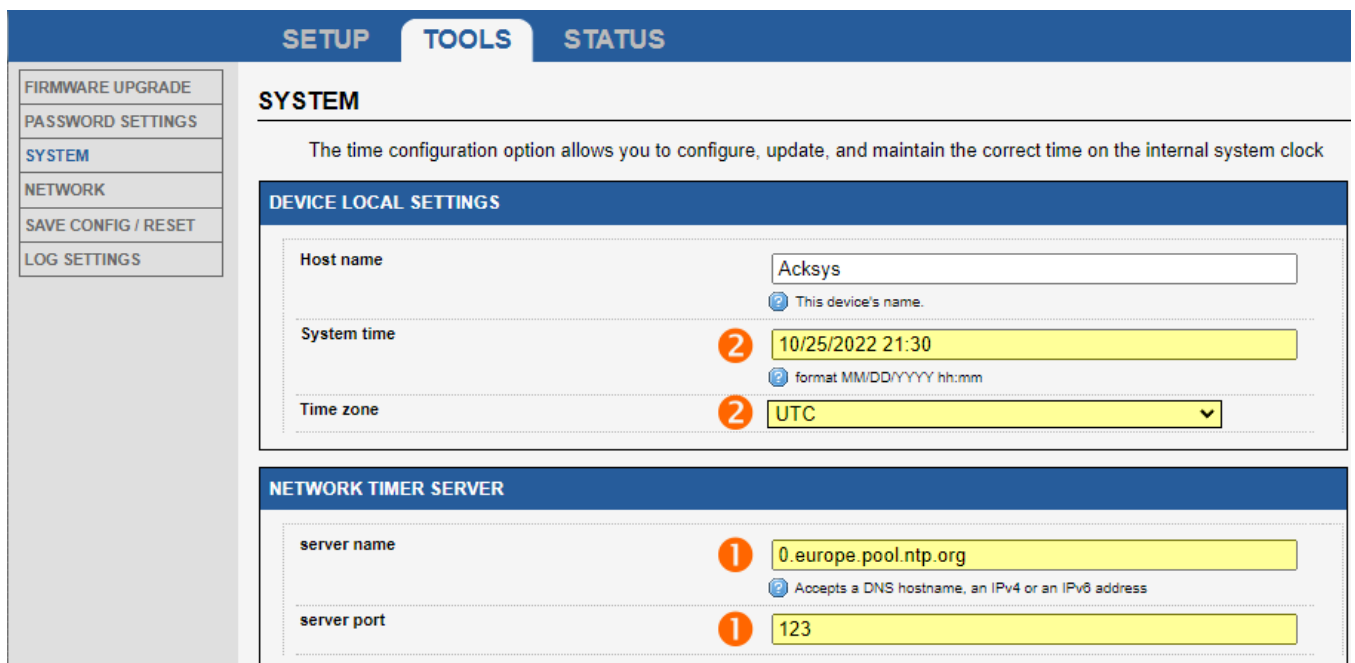 SETUP TOOLS STATUS
FIRMWARE UPGRADE
PASSWORD SETTINGS
SYSTEM
NETWORK
SAVE CONFIG / RESET
LOG SETTINGS
SYSTEM
The time configuration option allows you to configure, update, and maintain the correct time on the internal system clock
DEVICE LOCAL SETTINGS
Host name Acksys
? This device's name.
System time 2 10/25/2022 21:30
? format MM/DD/YYYY hh:mm
Time zone 2 UTC
NETWORK TIMER SERVER
server name 1 0.europe.pool.ntp.org
? Accepts a DNS hostname, an IPv4 or an IPv6 address
server port 1 123